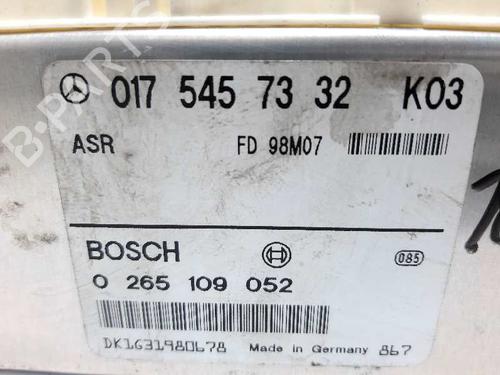 017 545 73 32 K03
ASR FD 98M07
BOSCH 085
0 265 109 052
DK1631980678 Made in Germany 867
B-PARTS